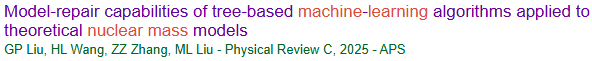 Model-repair capabilities of tree-based machine-learning algorithms applied to
theoretical nuclear mass models
GP Liu, HL Wang, ZZ Zhang, ML Liu - Physical Review C, 2025 - APS